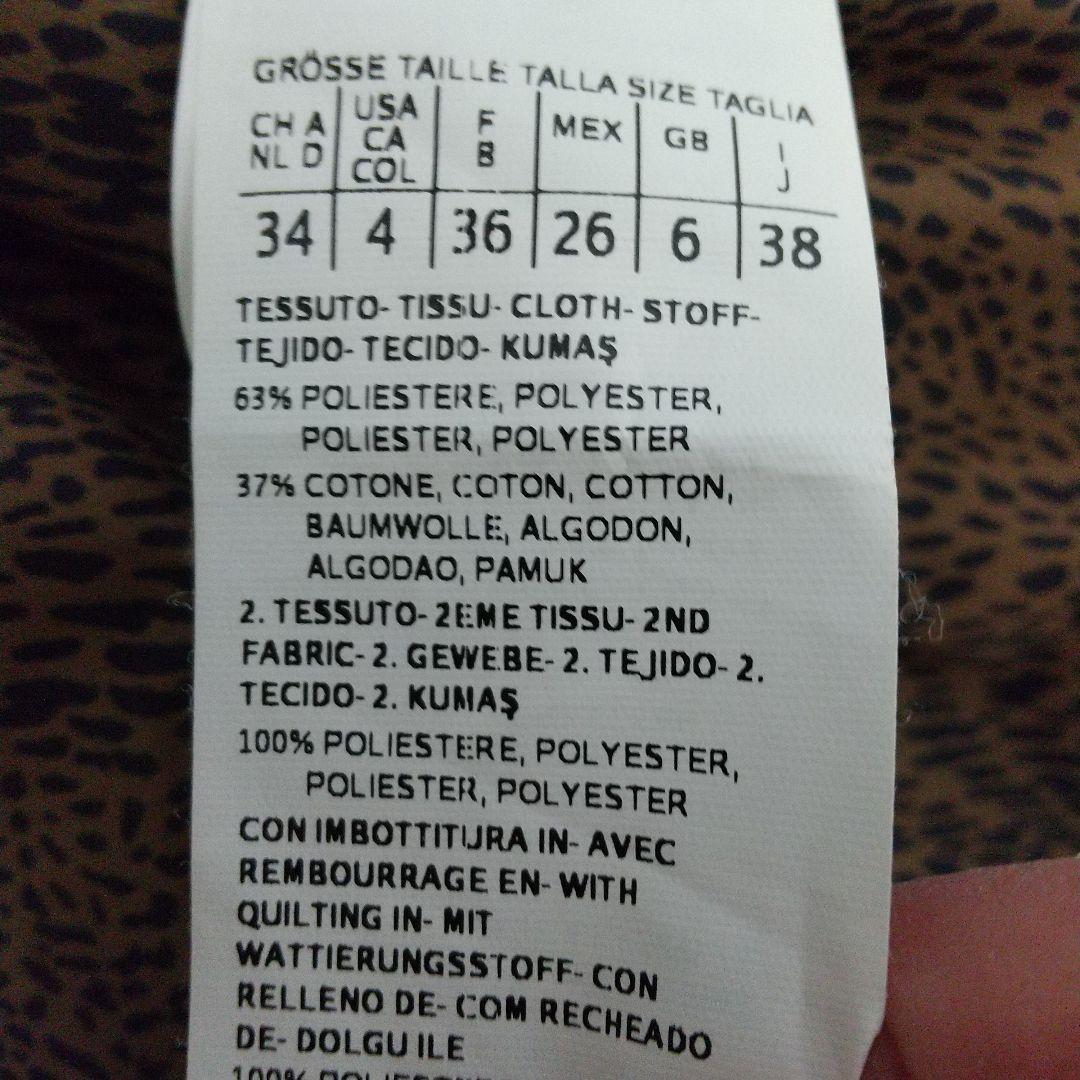 GRÖSSE TAILLE TALLA SIZE TAGLIA
CH A
NL D
USA
CA
COL
F
B
MEX
GB
I
J
34 4 36 26 6 38
TESSUTO- TISSU- CLOTH- STOFF-
TEJIDO- TECIDO- KUMAŞ
63% POLIESTERE, POLYESTER,
POLIESTER, POLYESTER
37% COTONE, COTON, COTTON,
BAUMWOLLE, ALGODON,
ALGODAO, PAMUK
2. TESSUTO- 2EME TISSU- 2ND
FABRIC- 2. GEWEBE- 2. TEJIDO- 2.
TECIDO- 2. KUMAŞ
100% POLIESTERE, POLYESTER,
POLIESTER, POLYESTER
CON IMBOTTITURA IN- AVEC
REMBOURRAGE EN- WITH
QUILTING IN- MIT
WATTIERUNGSSTOFF- CON
RELLENO DE- COM RECHEADO
DE- DOLGU ILE
100%